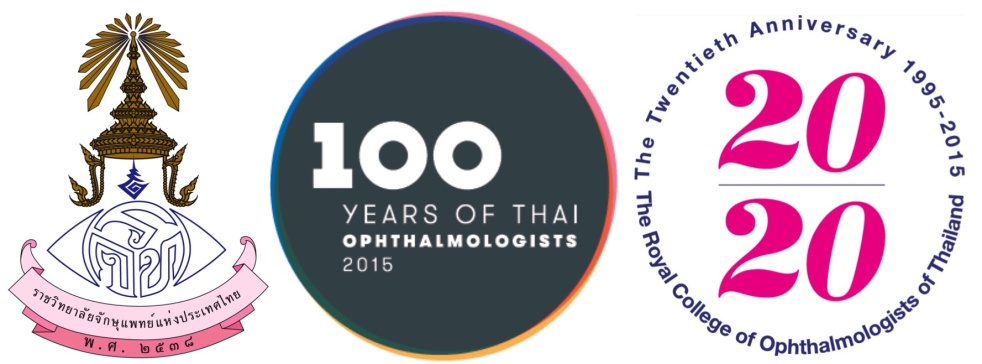 ราชวิทยาลัยจักษุแพทย์แห่งประเทศไทย
พ.ศ. ๒๕๓๘
100
YEARS OF THAI
OPHTHALMOLOGISTS
2015
The Twentieth Anniversary 1995-2015
20
20
The Royal College of Ophthalmologists of Thailand